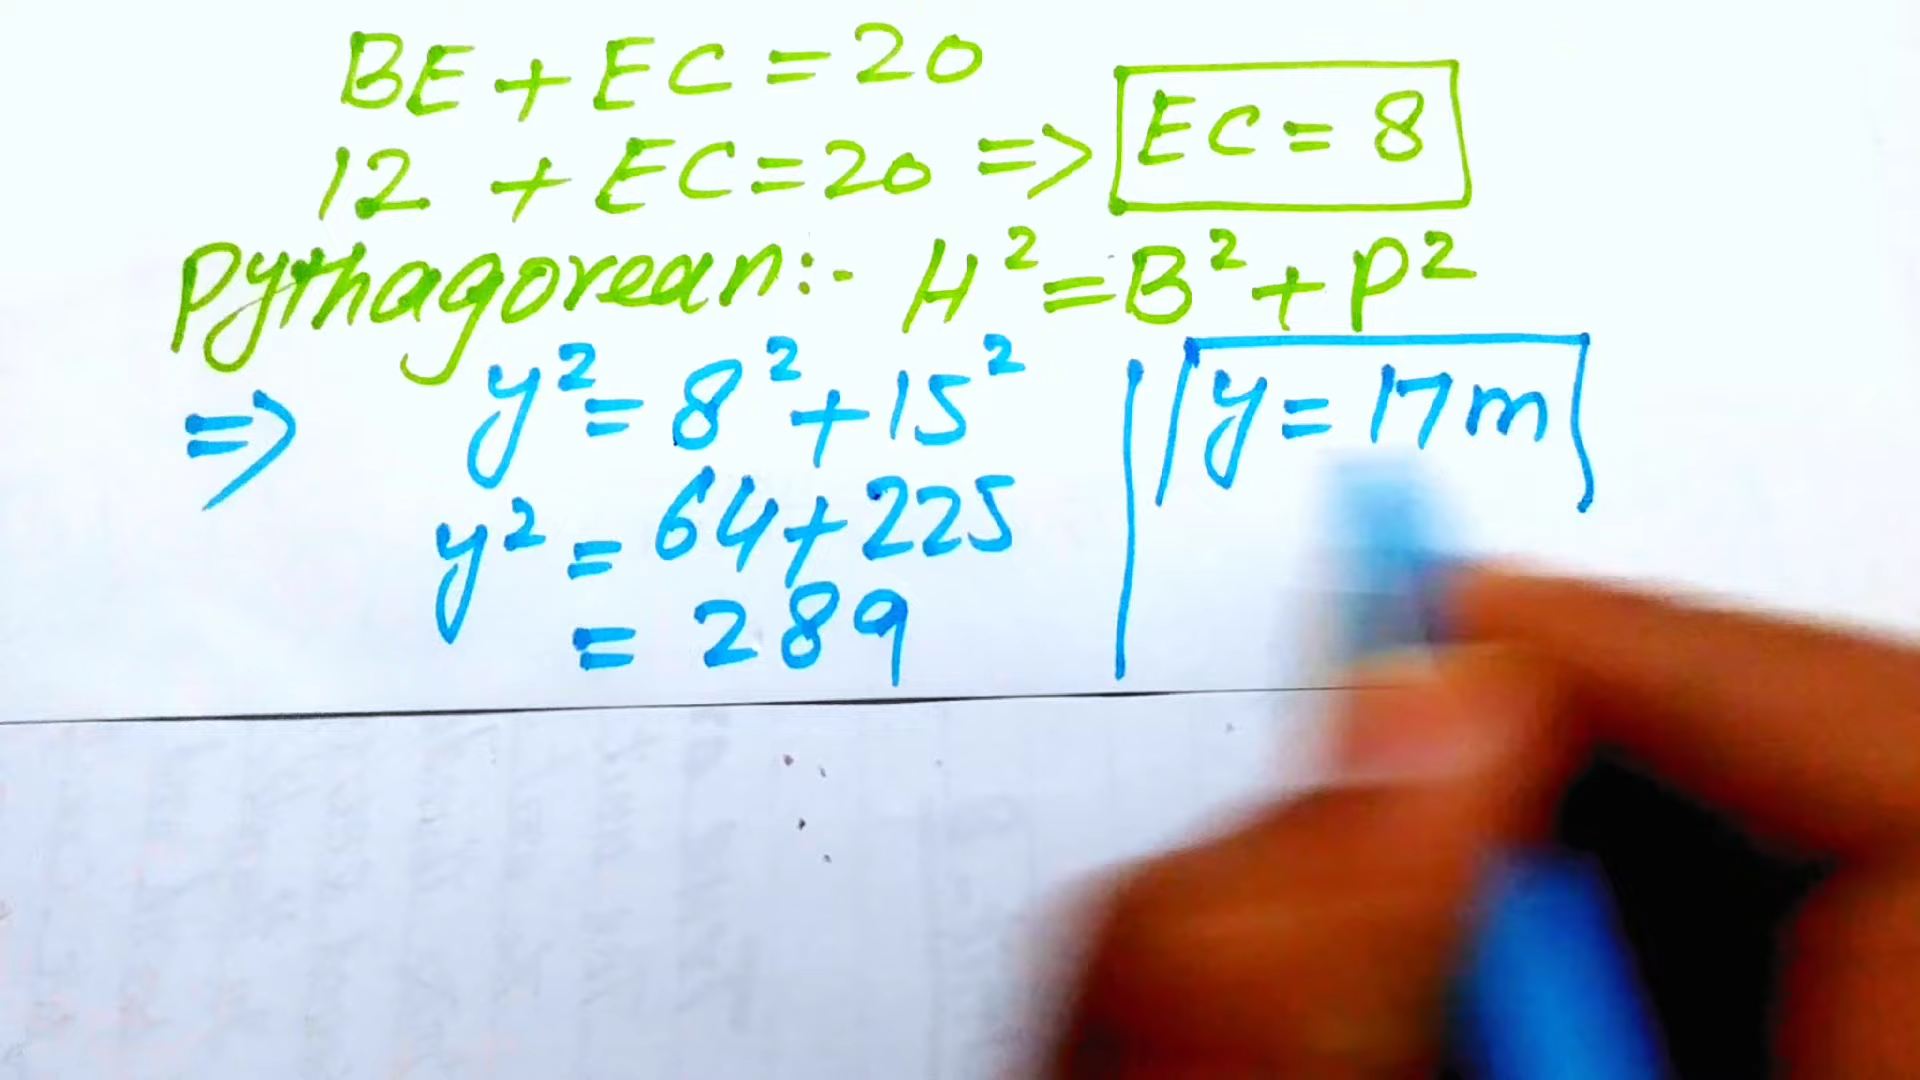 BE + EC = 20
12 + EC = 20 => EC = 8
Pythagorean :- H² = B² + P²
=> y² = 8² + 15²
y² = 64 + 225
= 289
y = 17m